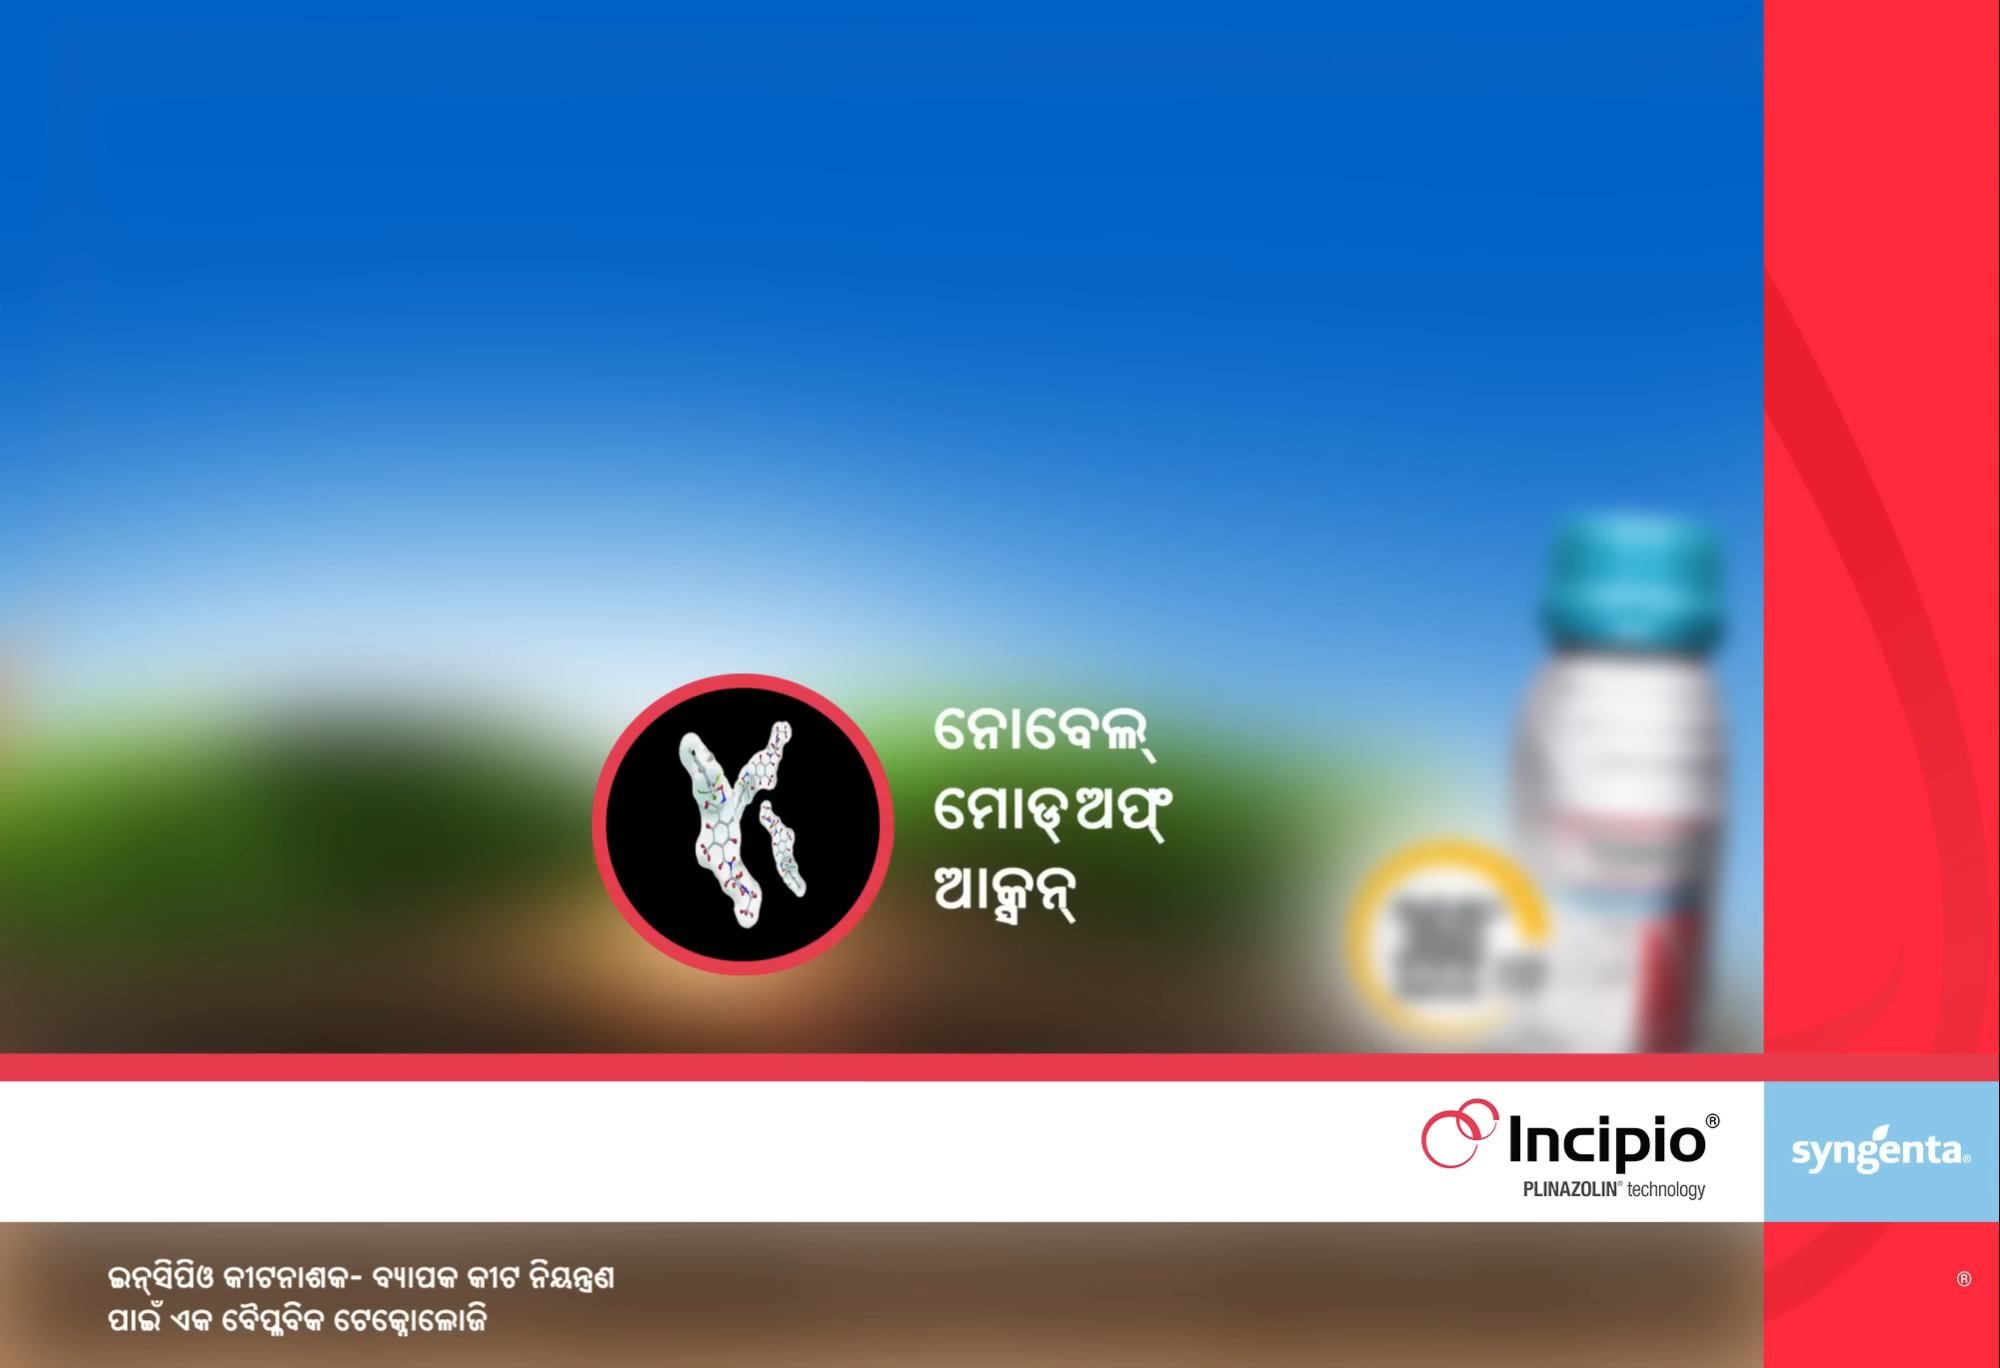 ନୋବେଲ୍
ମୋଡ୍ ଅଫ୍
ଆକ୍ସନ୍
Incipio®
PLINAZOLIN® technology
syngenta®
ଇନ୍‌ସିପିଓ କୀଟନାଶକ- ବ୍ୟାପକ କୀଟ ନିୟନ୍ତ୍ରଣ
ପାଇଁ ଏକ ବୈପ୍ଳବିକ ଟେକ୍ନୋଲୋଜି
®